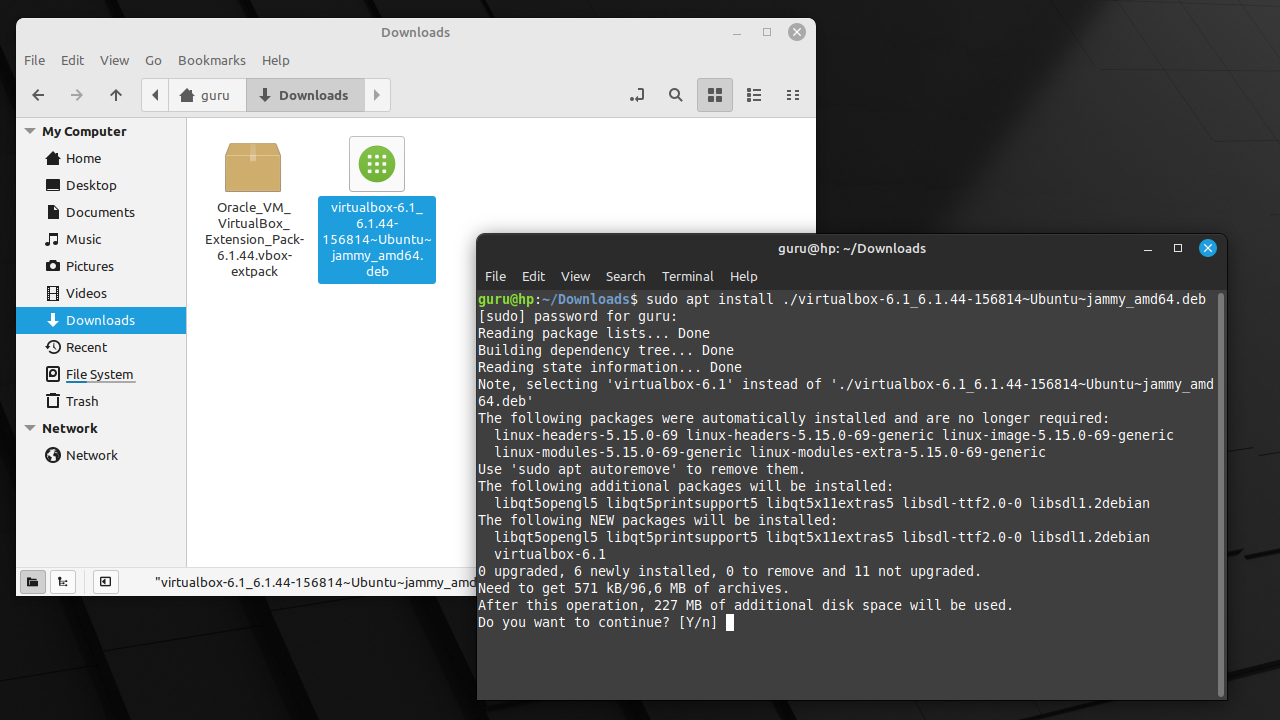 Downloads
File Edit View Go Bookmarks Help
guru Downloads
My Computer
Home
Desktop
Documents
Music
Pictures
Videos
Downloads
Recent
File System
Trash
Network
Network
Oracle_VM_
VirtualBox_
Extension_Pack-
6.1.44.vbox-
extpack
virtualbox-6.1_
6.1.44-
156814~Ubuntu~
jammy_amd64.
deb
"virtualbox-6.1_6.1.44-156814~Ubuntu~jammy_amd
guru@hp: ~/Downloads
File Edit View Search Terminal Help
guru@hp:~/Downloads$ sudo apt install ./virtualbox-6.1_6.1.44-156814~Ubuntu~jammy_amd64.deb
[sudo] password for guru:
Reading package lists... Done
Building dependency tree... Done
Reading state information... Done
Note, selecting 'virtualbox-6.1' instead of './virtualbox-6.1_6.1.44-156814~Ubuntu~jammy_amd
64.deb'
The following packages were automatically installed and are no longer required:
linux-headers-5.15.0-69 linux-headers-5.15.0-69-generic linux-image-5.15.0-69-generic
linux-modules-5.15.0-69-generic linux-modules-extra-5.15.0-69-generic
Use 'sudo apt autoremove' to remove them.
The following additional packages will be installed:
libqt5opengl5 libqt5printsupport5 libqt5x11extras5 libsdl-ttf2.0-0 libsdl1.2debian
The following NEW packages will be installed:
libqt5opengl5 libqt5printsupport5 libqt5x11extras5 libsdl-ttf2.0-0 libsdl1.2debian
virtualbox-6.1
0 upgraded, 6 newly installed, 0 to remove and 11 not upgraded.
Need to get 571 kB/96,6 MB of archives.
After this operation, 227 MB of additional disk space will be used.
Do you want to continue? [Y/n]